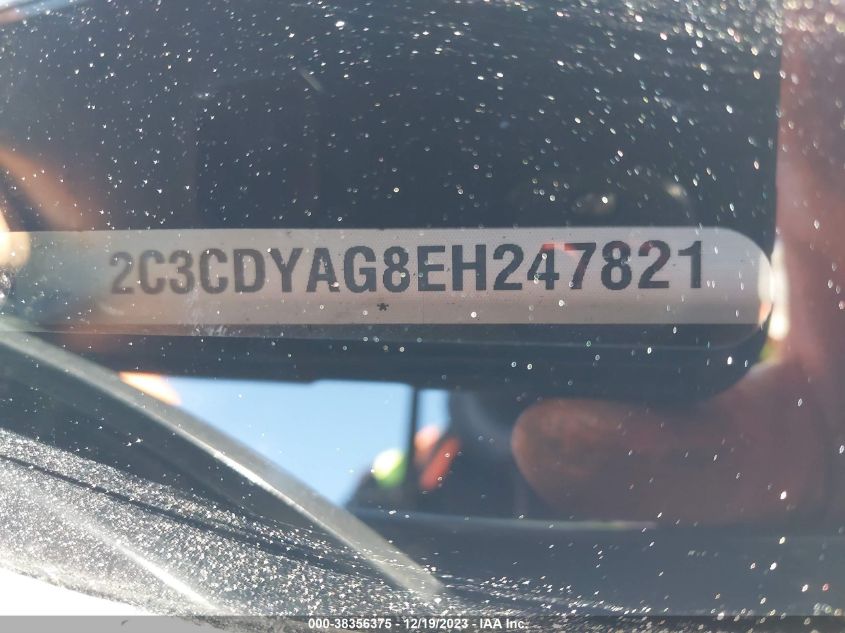 2C3CDYAG8EH247821
*
000-38356375 - 12/19/2023 - IAA Inc.